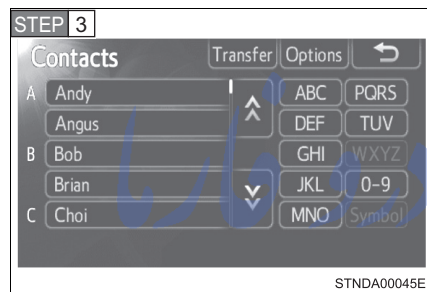 STEP 3
Contacts Transfer Options
A Andy ABC PQRS
Angus DEF TUV
B Bob GHI WXYZ
Brian JKL 0-9
C Choi MNO Symbol
STNDA00045E